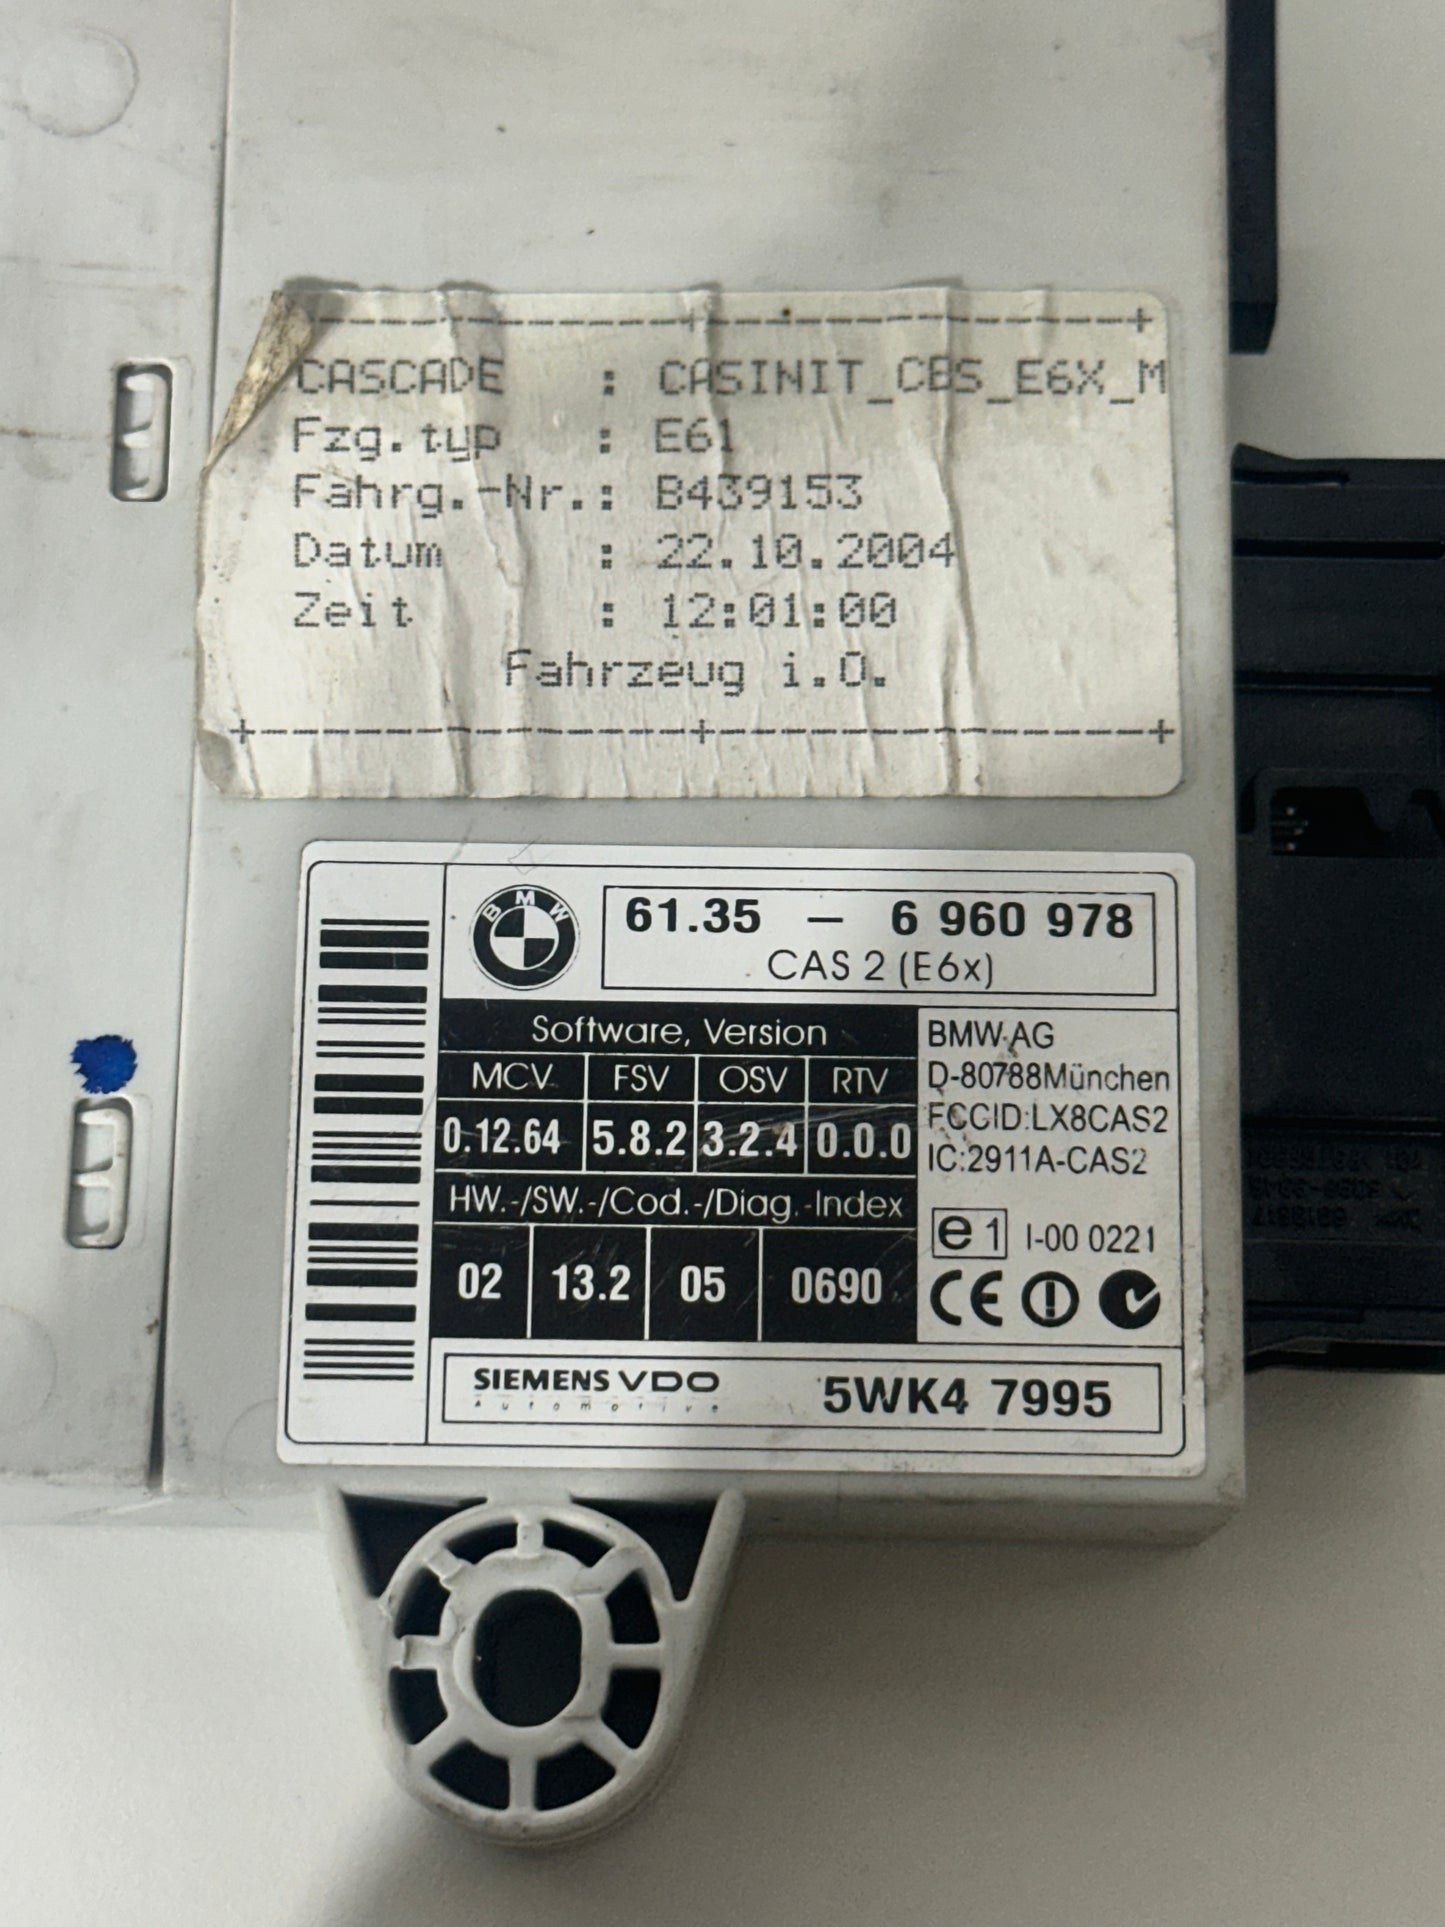 CASCADE : CASINIT_CBS_E6X_M
Fzg.typ : E61
Fahrg.-Nr.: B439153
Datum : 22.10.2004
Zeit : 12:01:00
Fahrzeug i.O.
BMW
61.35 – 6 960 978
CAS 2 (E6x)
Software, Version
MCV FSV OSV RTV
0.12.64 5.8.2 3.2.4 0.0.0
HW.-/SW.-/Cod.-/Diag.-Index
02 13.2 05 0690
BMW AG
D-80788München
FCCID:LX8CAS2
IC:2911A-CAS2
e1 I-00 0221
CE
SIEMENS VDO
Automotive
5WK4 7995